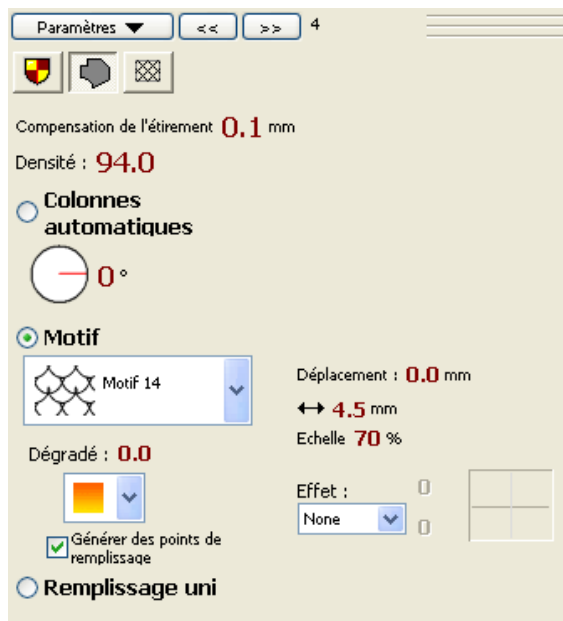 Paramètres << >> 4
Compensation de l'étirement 0.1 mm
Densité : 94.0
Colonnes
automatiques
0 °
Motif
Motif 14
Déplacement : 0.0 mm
4.5 mm
Echelle 70 %
Dégradé : 0.0
Effet : 0
None 0
Générer des points de
remplissage
Remplissage uni